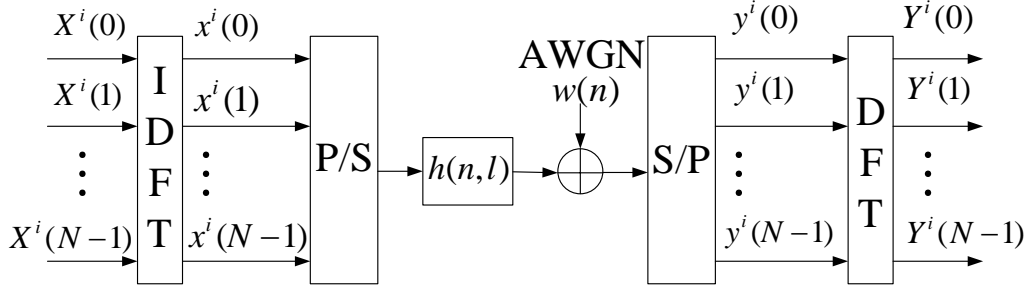 X^i(0) x^i(0) y^i(0) Y^i(0)
X^i(1) x^i(1) AWGN y^i(1) Y^i(1)
w(n)
I D F T
P/S
h(n,l)
S/P
D F T
X^i(N−1) x^i(N−1) y^i(N−1) Y^i(N−1)